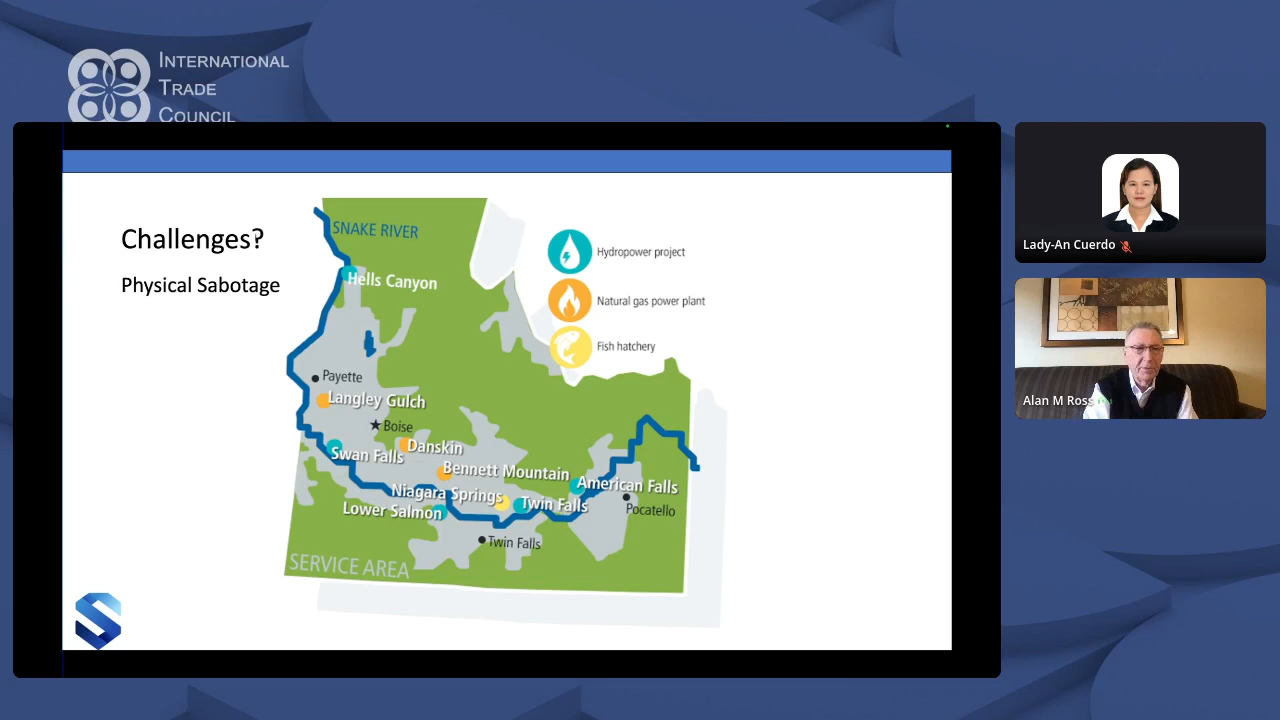 INTERNATIONAL
TRADE
COUNCIL
Challenges?
Physical Sabotage
SNAKE RIVER
Hells Canyon
Hydropower project
Natural gas power plant
Fish hatchery
Payette
Langley Gulch
Boise
Swan Falls
Danskin
Bennett Mountain
Niagara Springs
Lower Salmon
Twin Falls
American Falls
Pocatello
Twin Falls
SERVICE AREA
S
Lady-An Cuerdo
Alan M Ross